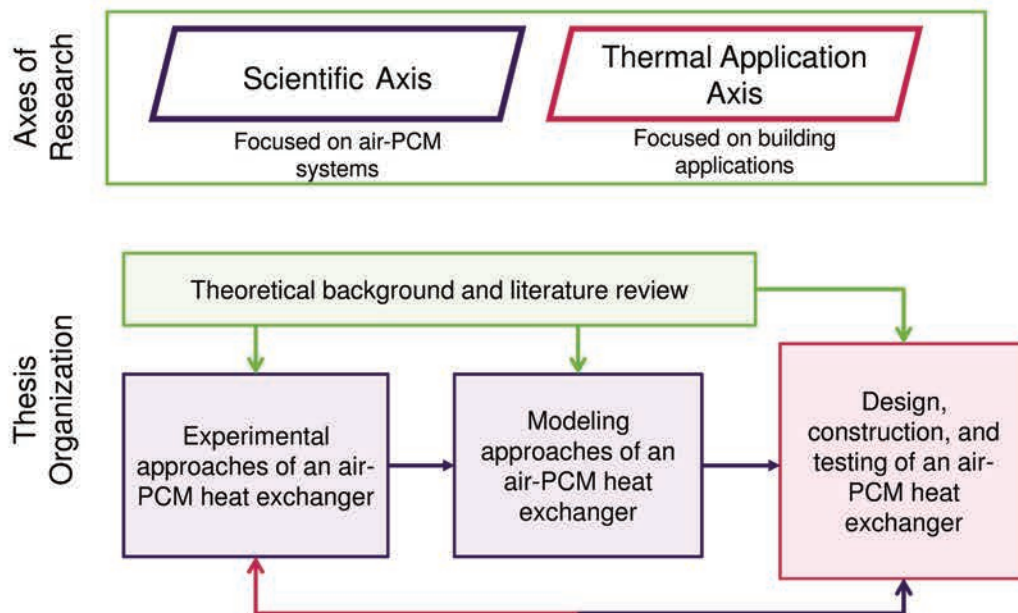 Axes of
Research
Scientific Axis
Focused on air-PCM
systems
Thermal Application
Axis
Focused on building
applications
Thesis
Organization
Theoretical background and literature review
Experimental
approaches of an air-
PCM heat exchanger
Modeling
approaches of an
air-PCM heat
exchanger
Design,
construction, and
testing of an air-
PCM heat
exchanger